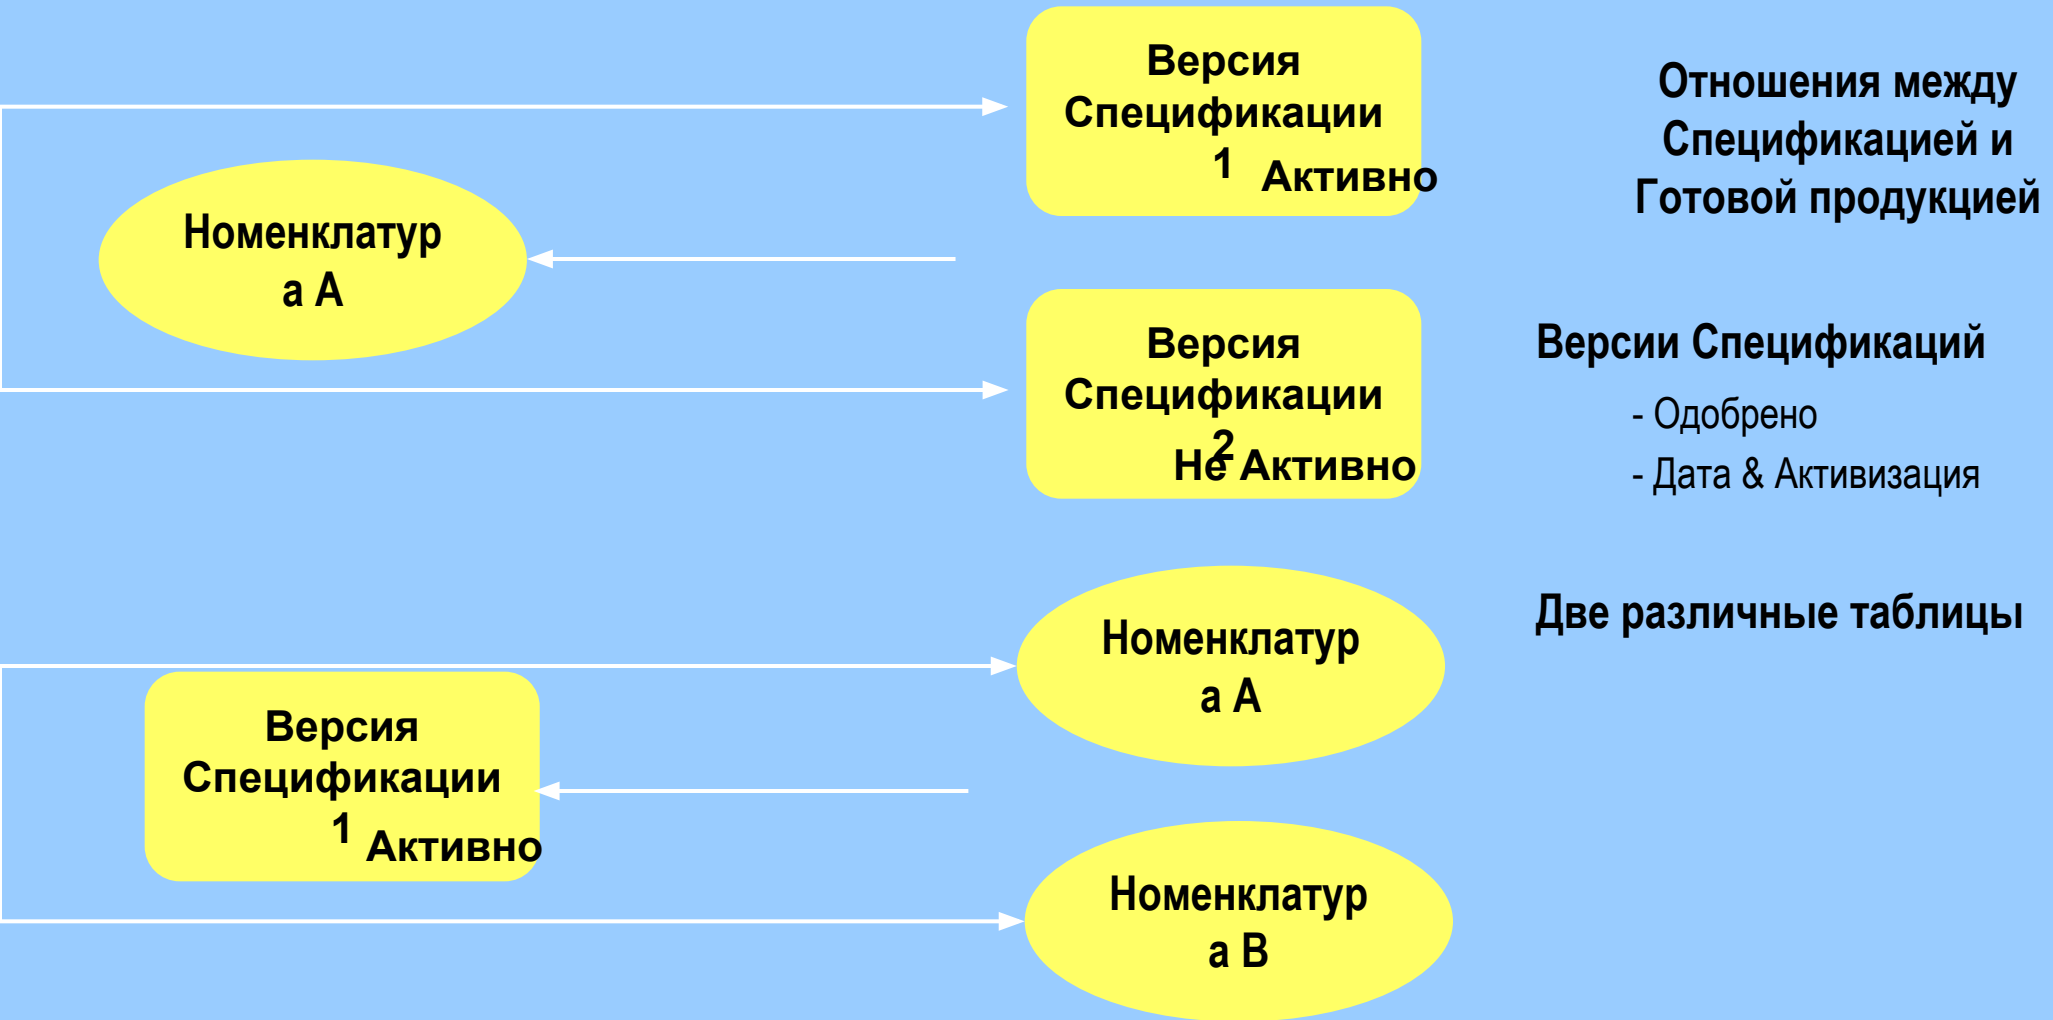 Версия
Спецификации
1 Активно
Отношения между
Спецификацией и
Готовой продукцией
Номенклатур
а А
Версия
Спецификации
2
Не Активно
Версии Спецификаций
- Одобрено
- Дата & Активизация
Номенклатур
а А
Две различные таблицы
Версия
Спецификации
1 Активно
Номенклатур
а В